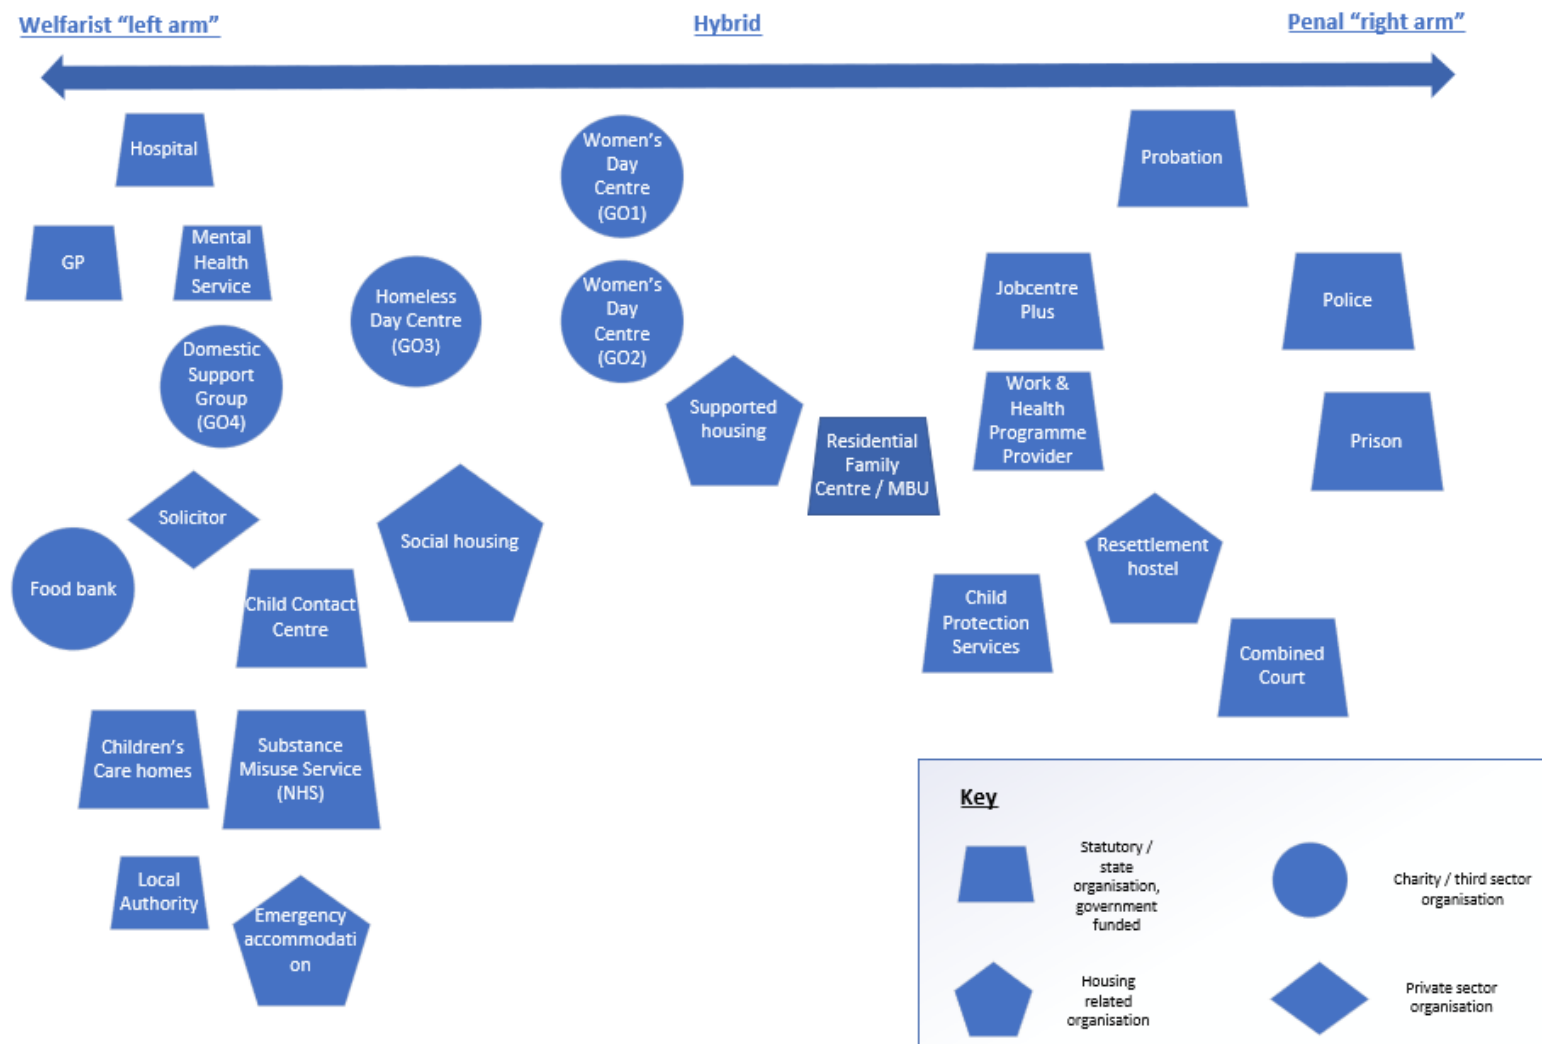 Welfarist “left arm”
Hybrid
Penal “right arm”
Hospital
Women’s
Day
Centre
(GO1)
Probation
GP
Mental
Health
Service
Homeless
Day Centre
(GO3)
Women’s
Day
Centre
(GO2)
Jobcentre
Plus
Police
Domestic
Support
Group
(GO4)
Supported
housing
Residential
Family
Centre / MBU
Work &
Health
Programme
Provider
Prison
Solicitor
Social housing
Resettlement
hostel
Food bank
Child Contact
Centre
Child
Protection
Services
Combined
Court
Children’s
Care homes
Substance
Misuse Service
(NHS)
Local
Authority
Emergency
accommodati
on
Key
Statutory /
state
organisation,
government
funded
Charity / third sector
organisation
Housing
related
organisation
Private sector
organisation